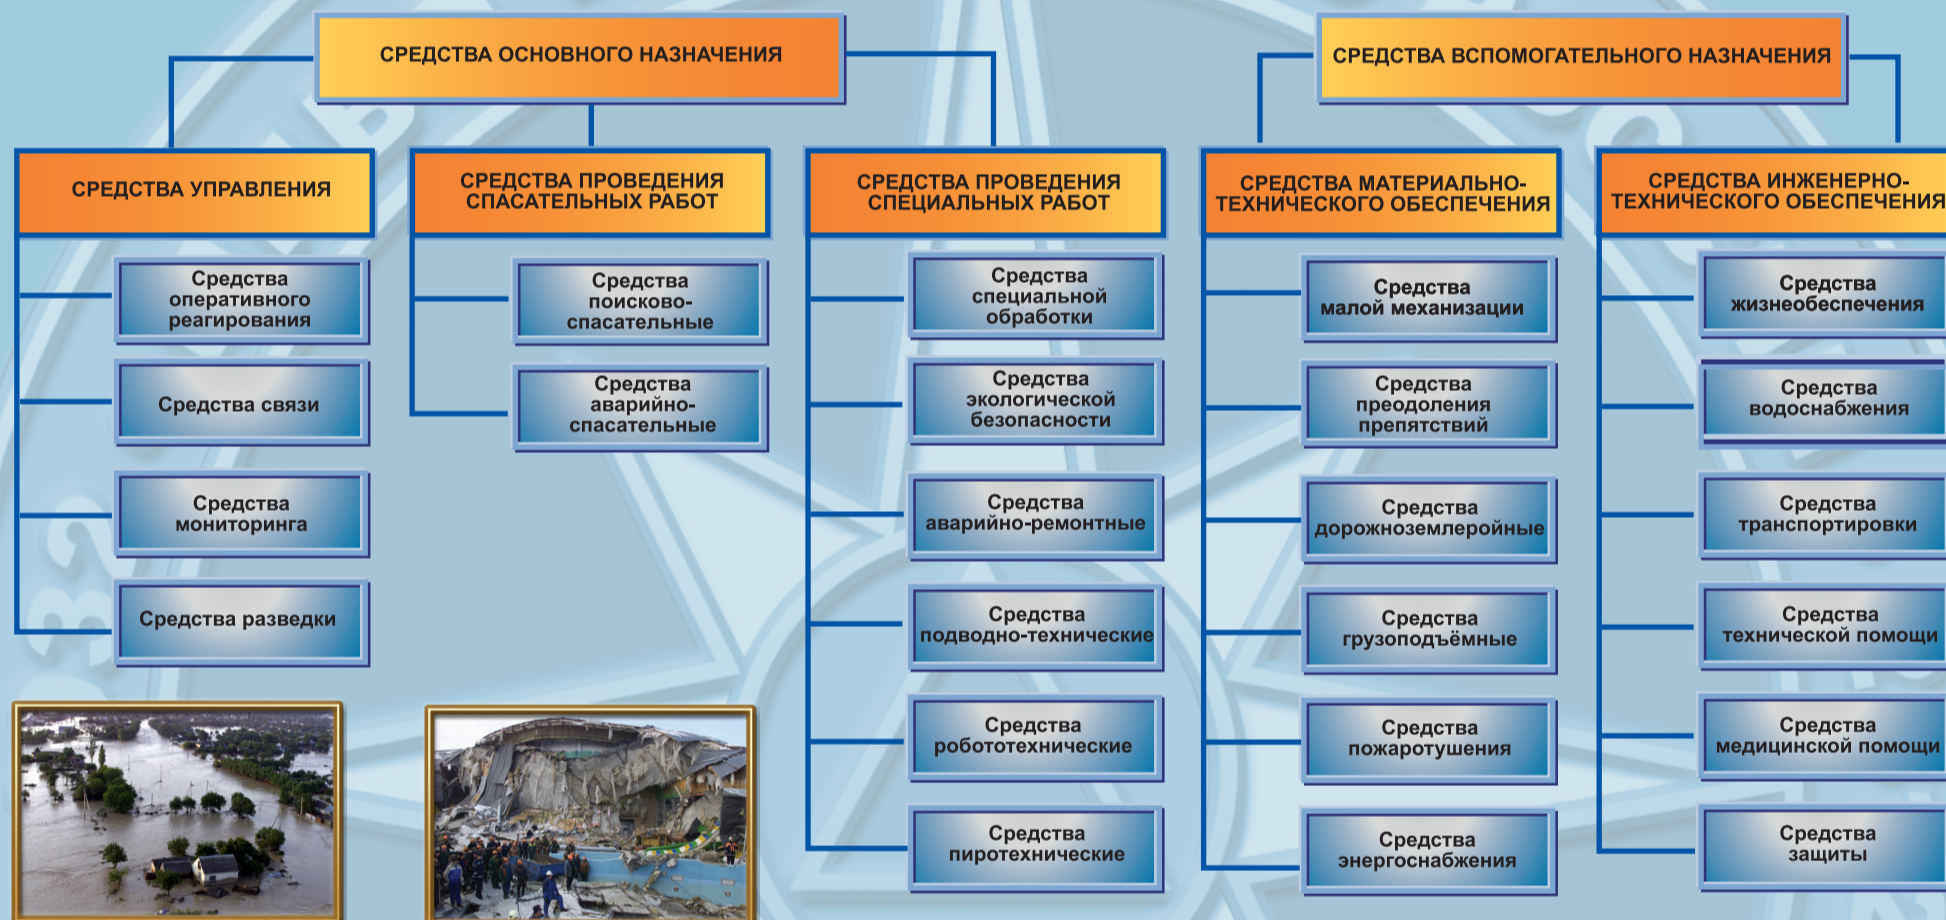 СРЕДСТВА ОСНОВНОГО НАЗНАЧЕНИЯ
СРЕДСТВА ВСПОМОГАТЕЛЬНОГО НАЗНАЧЕНИЯ
СРЕДСТВА УПРАВЛЕНИЯ
Средства
оперативного
реагирования
Средства связи
Средства
мониторинга
Средства разведки
СРЕДСТВА ПРОВЕДЕНИЯ
СПАСАТЕЛЬНЫХ РАБОТ
Средства
поисково-
спасательные
Средства
аварийно-
спасательные
СРЕДСТВА ПРОВЕДЕНИЯ
СПЕЦИАЛЬНЫХ РАБОТ
Средства
специальной
обработки
Средства
экологической
безопасности
Средства
аварийно-ремонтные
Средства
подводно-технические
Средства
робототехнические
Средства
пиротехнические
СРЕДСТВА МАТЕРИАЛЬНО-
ТЕХНИЧЕСКОГО ОБЕСПЕЧЕНИЯ
Средства
малой механизации
Средства
преодоления
препятствий
Средства
дорожноземлеройные
Средства
грузоподъёмные
Средства
пожаротушения
Средства
энергоснабжения
СРЕДСТВА ИНЖЕНЕРНО-
ТЕХНИЧЕСКОГО ОБЕСПЕЧЕНИЯ
Средства
жизнеобеспечения
Средства
водоснабжения
Средства
транспортировки
Средства
технической помощи
Средства
медицинской помощи
Средства
защиты